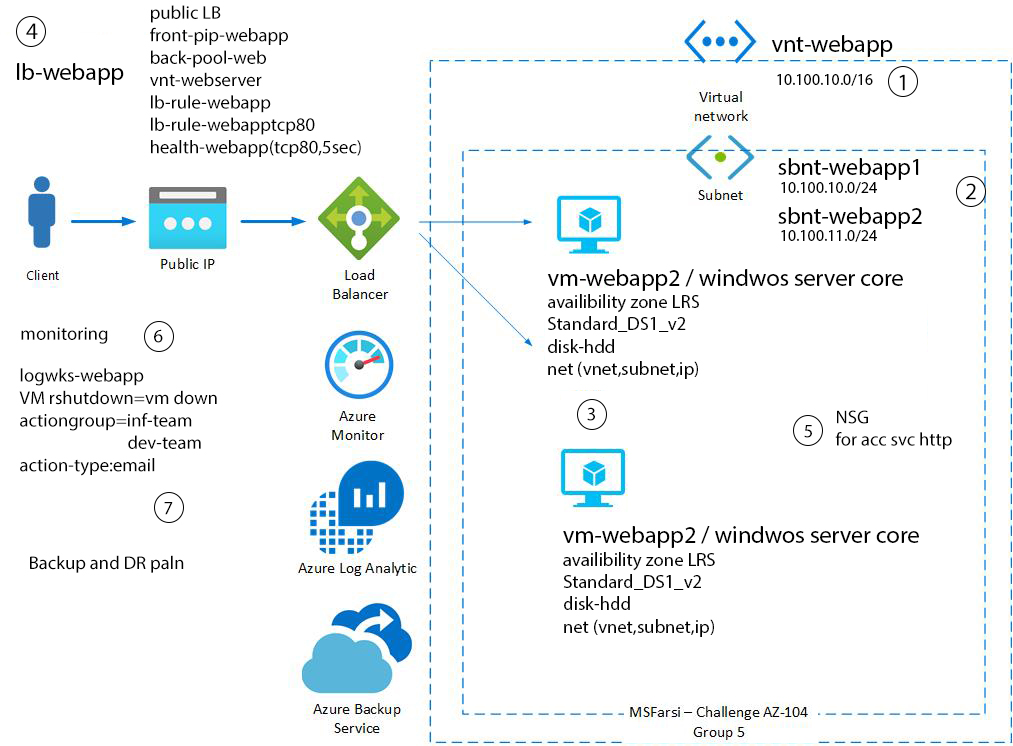 4
lb-webapp
public LB
front-pip-webapp
back-pool-web
vnt-webserver
lb-rule-webapp
lb-rule-webapptcp80
health-webapp(tcp80,5sec)
vnt-webapp
10.100.10.0/16
1
Virtual
network
Subnet
sbnt-webapp1
10.100.10.0/24
2
sbnt-webapp2
10.100.11.0/24
Client
Public IP
Load
Balancer
vm-webapp2 / windwos server core
availibility zone LRS
Standard_DS1_v2
disk-hdd
net (vnet,subnet,ip)
monitoring
6
logwks-webapp
VM rshutdown=vm down
actiongroup=inf-team
dev-team
action-type:email
Azure
Monitor
3
5
NSG
for acc svc http
7
Backup and DR paln
Azure Log Analytic
vm-webapp2 / windwos server core
availibility zone LRS
Standard_DS1_v2
disk-hdd
net (vnet,subnet,ip)
Azure Backup
Service
MSFarsi – Challenge AZ-104
Group 5